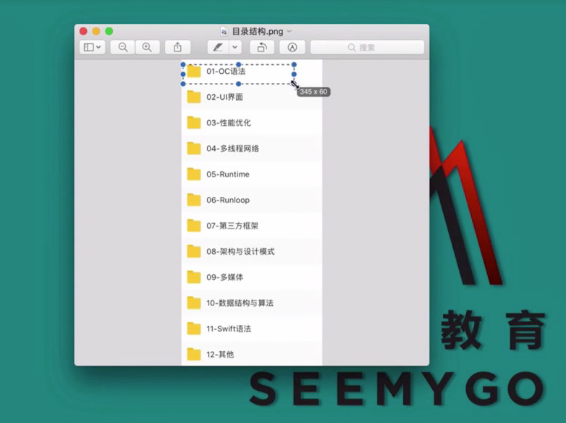 目录结构.png
搜索
01-OC语法
345 x 60
02-UI界面
03-性能优化
04-多线程网络
05-Runtime
06-Runloop
07-第三方框架
08-架构与设计模式
09-多媒体
10-数据结构与算法
11-Swift语法
12-其他
教育
SEEMYGO